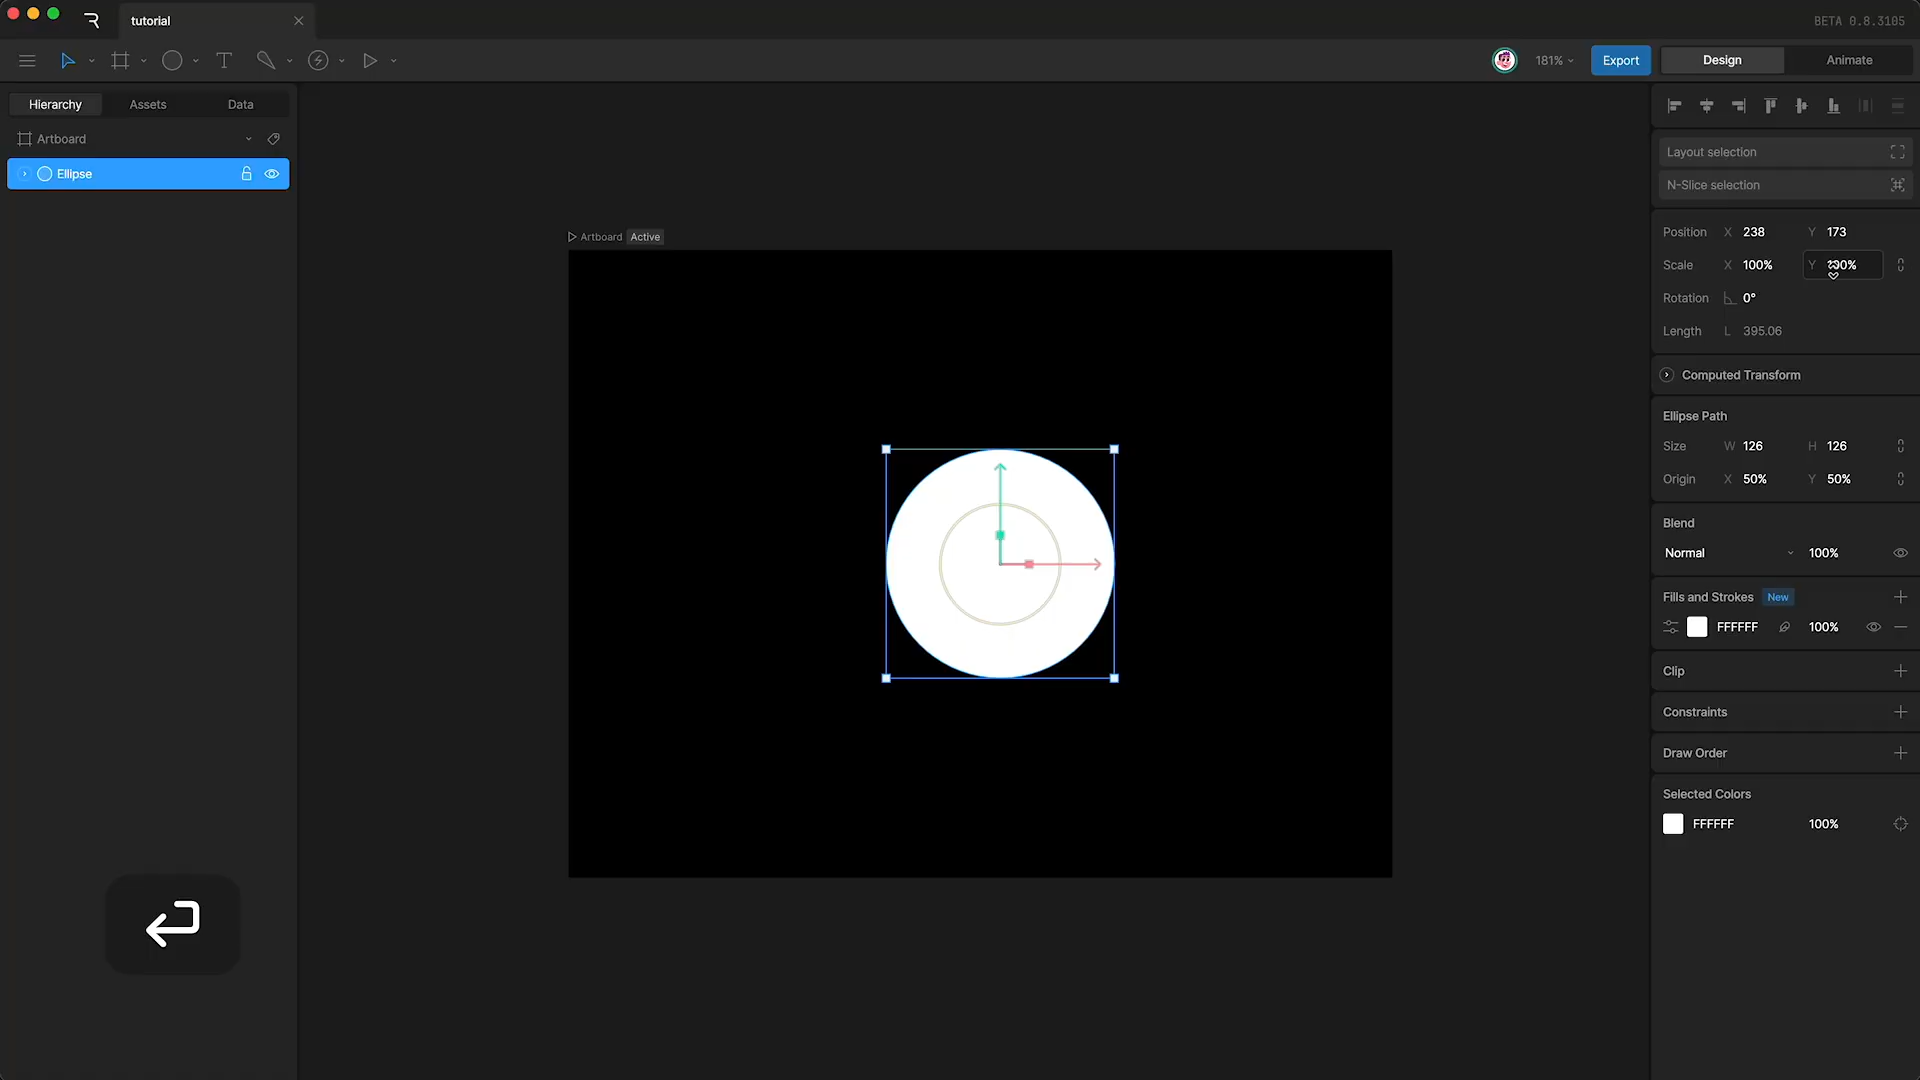 tutorial
BETA 0.8.3105
181%
Export
Design
Animate
Hierarchy
Assets
Data
Artboard
Ellipse
Artboard
Active
Layout selection
N-Slice selection
Position X 238 Y 173
Scale X 100% Y 100%
Rotation 0°
Length L 395.06
Computed Transform
Ellipse Path
Size W 126 H 126
Origin X 50% Y 50%
Blend
Normal 100%
Fills and Strokes New
FFFFFF 100%
Clip
Constraints
Draw Order
Selected Colors
FFFFFF 100%